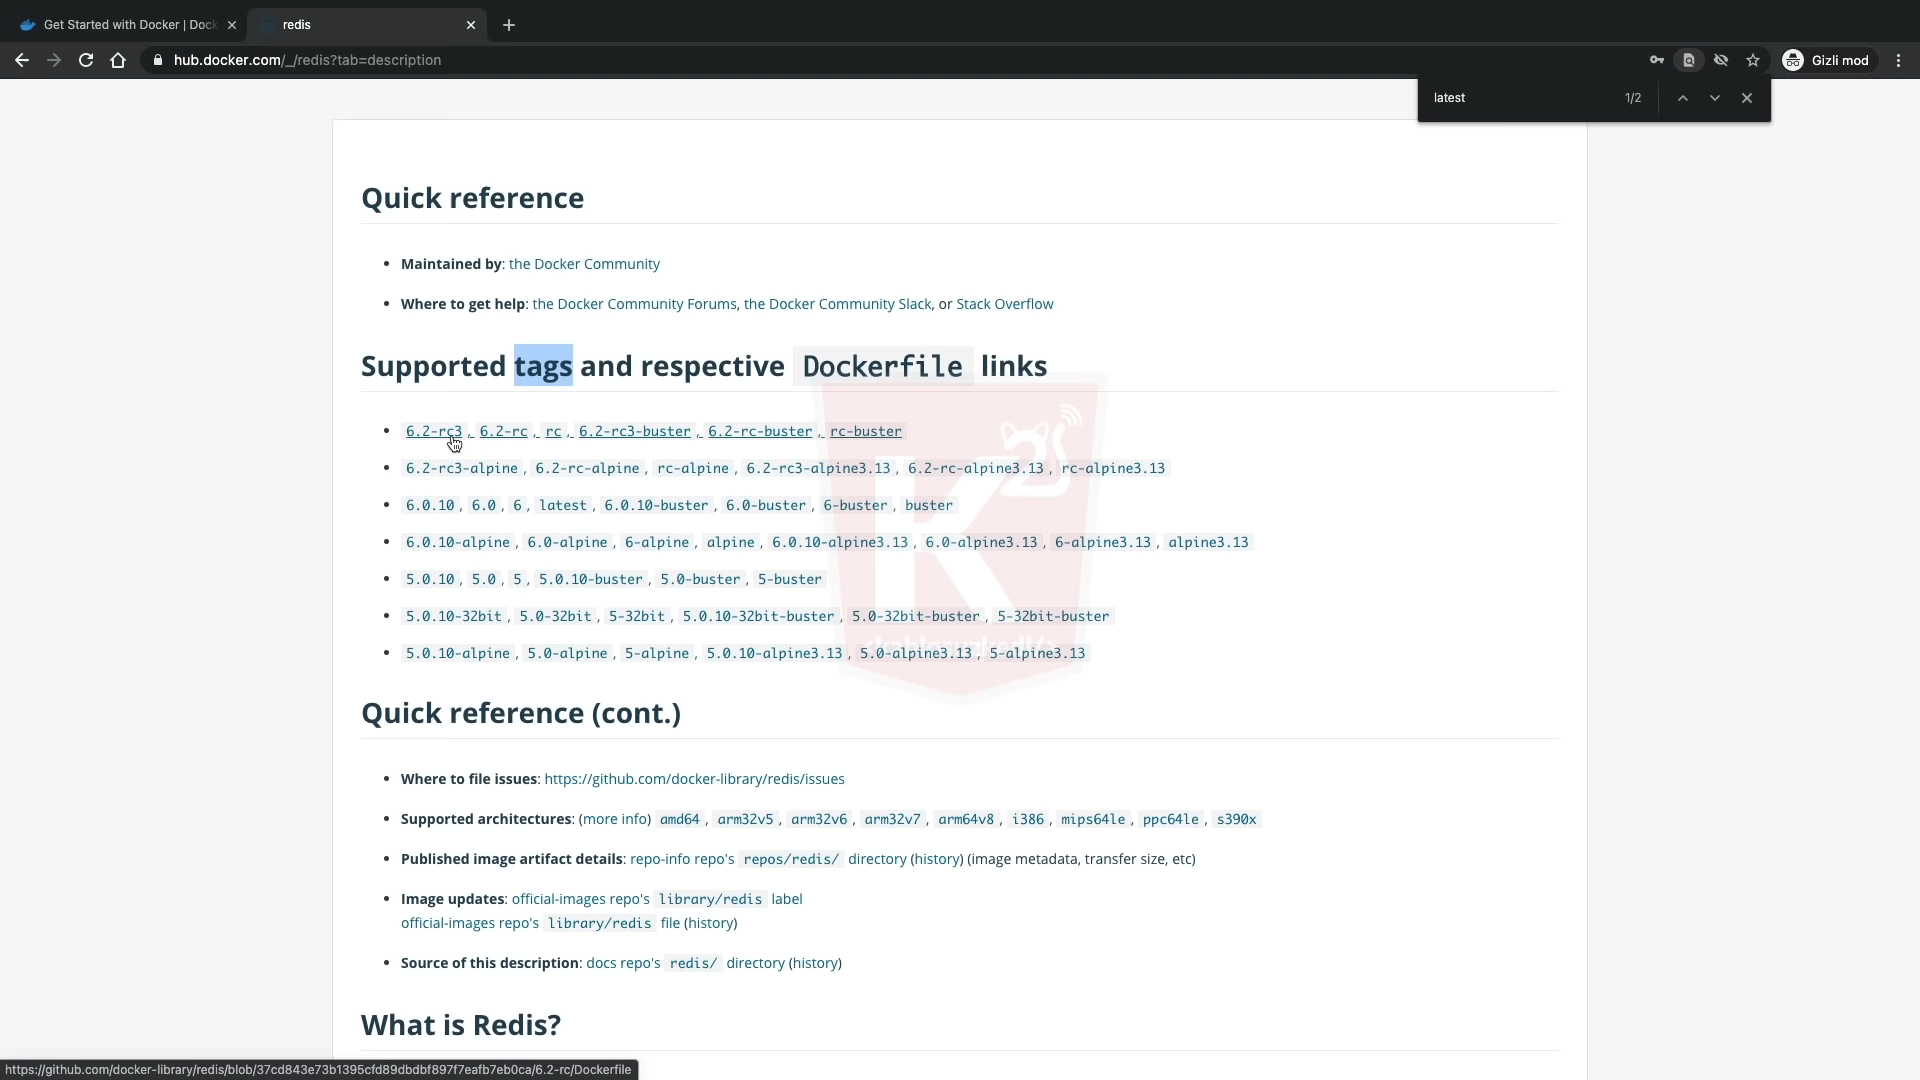 Get Started with Docker | Dock
redis
hub.docker.com/_/redis?tab=description
Gizli mod
latest
1/2
Quick reference
Maintained by: the Docker Community
Where to get help: the Docker Community Forums, the Docker Community Slack, or Stack Overflow
Supported tags and respective Dockerfile links
6.2-rc3, 6.2-rc, rc, 6.2-rc3-buster, 6.2-rc-buster, rc-buster
6.2-rc3-alpine, 6.2-rc-alpine, rc-alpine, 6.2-rc3-alpine3.13, 6.2-rc-alpine3.13, rc-alpine3.13
6.0.10, 6.0, 6, latest, 6.0.10-buster, 6.0-buster, 6-buster, buster
6.0.10-alpine, 6.0-alpine, 6-alpine, alpine, 6.0.10-alpine3.13, 6.0-alpine3.13, 6-alpine3.13, alpine3.13
5.0.10, 5.0, 5, 5.0.10-buster, 5.0-buster, 5-buster
5.0.10-32bit, 5.0-32bit, 5-32bit, 5.0.10-32bit-buster, 5.0-32bit-buster, 5-32bit-buster
5.0.10-alpine, 5.0-alpine, 5-alpine, 5.0.10-alpine3.13, 5.0-alpine3.13, 5-alpine3.13
Quick reference (cont.)
Where to file issues: https://github.com/docker-library/redis/issues
Supported architectures: (more info) amd64, arm32v5, arm32v6, arm32v7, arm64v8, i386, mips64le, ppc64le, s390x
Published image artifact details: repo-info repo's repos/redis/ directory (history) (image metadata, transfer size, etc)
Image updates: official-images repo's library/redis label
official-images repo's library/redis file (history)
Source of this description: docs repo's redis/ directory (history)
What is Redis?
https://github.com/docker-library/redis/blob/37cd843e73b1395cfd89dbdbf897f7eafb7eb0ca/6.2-rc/Dockerfile